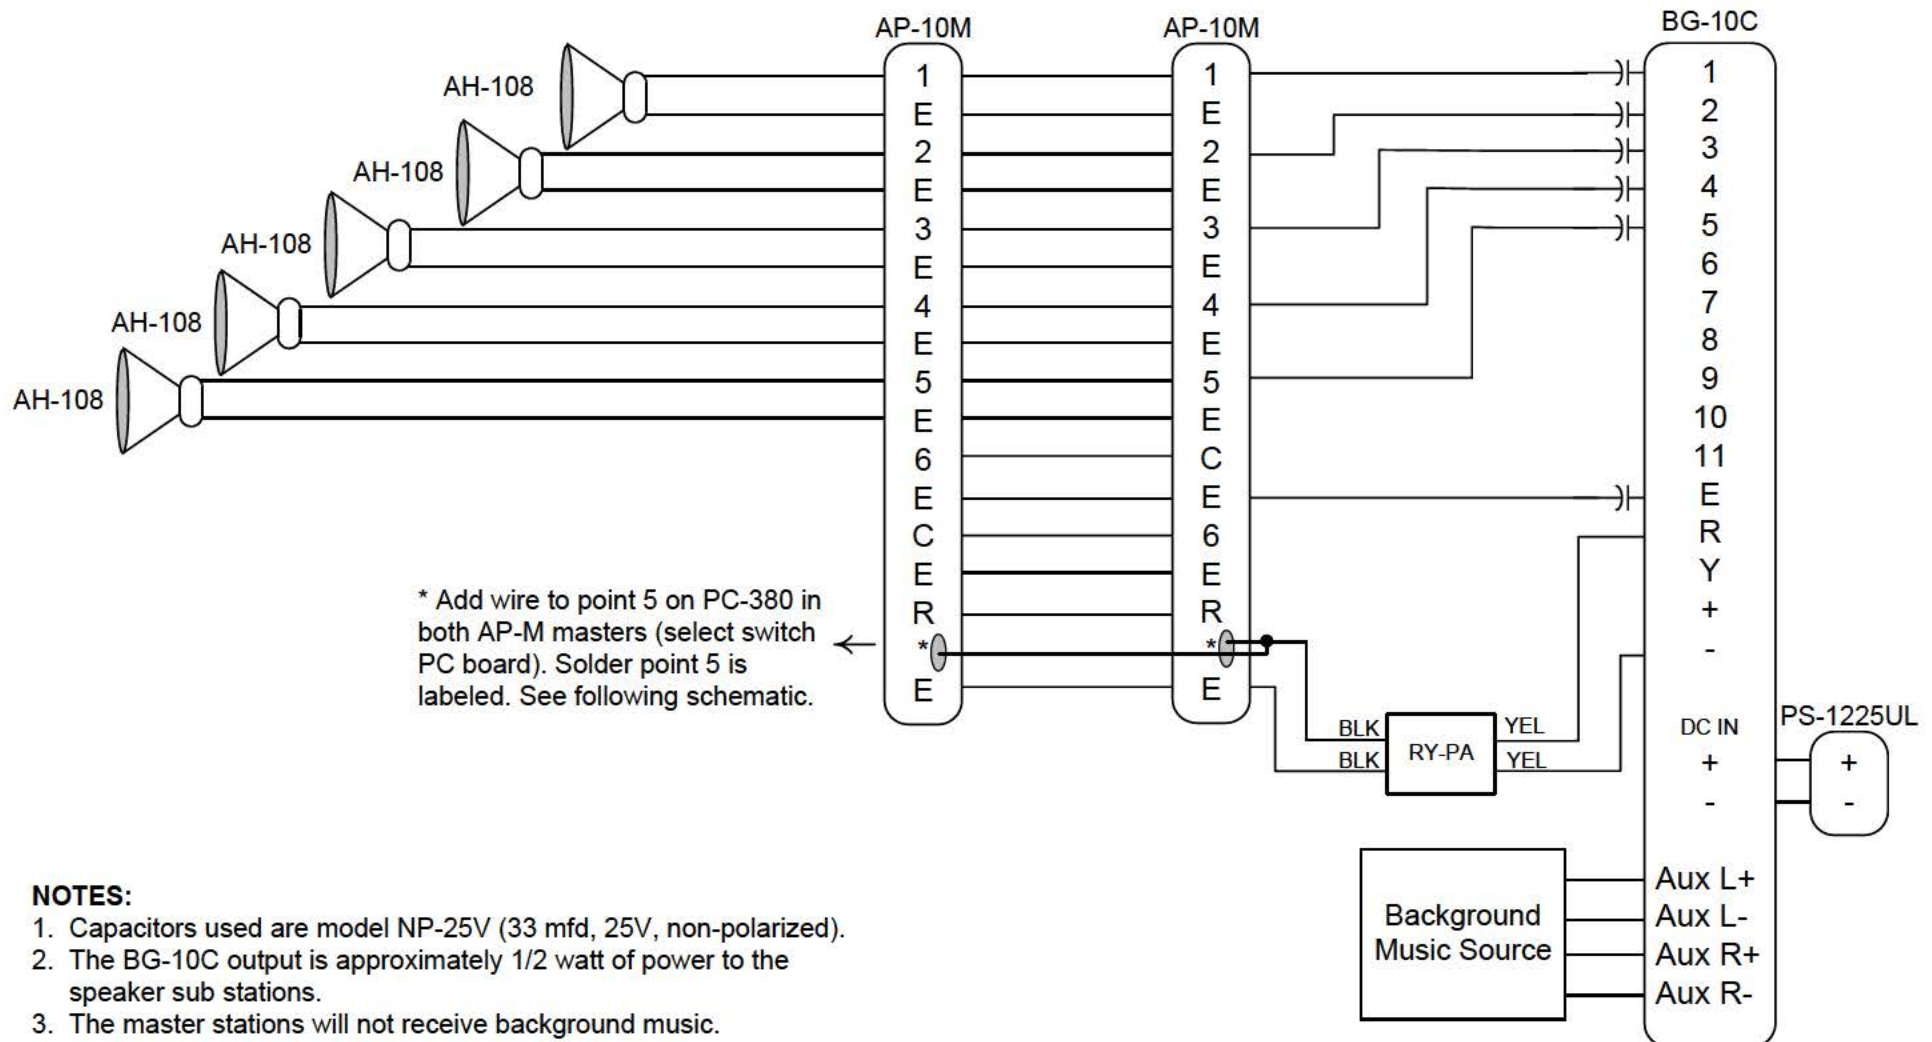 AP-10M
AP-10M
BG-10C
AH-108
AH-108
AH-108
AH-108
AH-108
1
E
2
E
3
E
4
E
5
E
6
E
C
E
R
*
E
1
E
2
E
3
E
4
E
5
E
C
E
6
E
R
*
E
1
2
3
4
5
6
7
8
9
10
11
E
R
Y
+
-
DC IN
+
-
Aux L+
Aux L-
Aux R+
Aux R-
PS-1225UL
+
-
* Add wire to point 5 on PC-380 in
both AP-M masters (select switch
PC board). Solder point 5 is
labeled. See following schematic.
BLK
BLK
RY-PA
YEL
YEL
Background
Music Source
NOTES:
1. Capacitors used are model NP-25V (33 mfd, 25V, non-polarized).
2. The BG-10C output is approximately 1/2 watt of power to the
speaker sub stations.
3. The master stations will not receive background music.